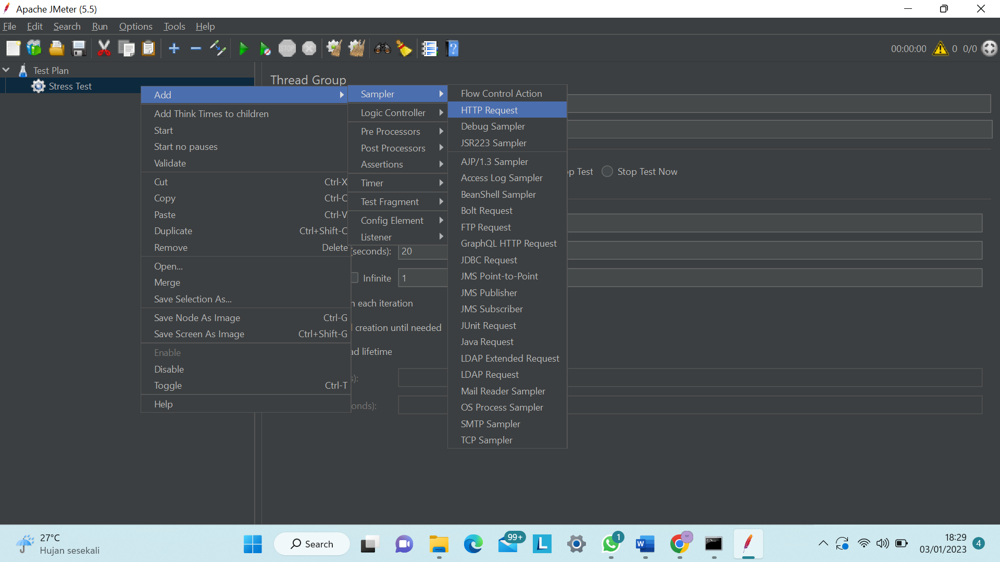 Apache JMeter (5.5)
File Edit Search Run Options Tools Help
STOP
00:00:00 0 0/0
Test Plan
Stress Test
Thread Group
Add
Add Think Times to children
Start
Start no pauses
Validate
Cut Ctrl-X
Copy Ctrl-C
Paste Ctrl-V
Duplicate Ctrl+Shift-C
Remove Delete
Open...
Merge
Save Selection As...
Save Node As Image Ctrl-G
Save Screen As Image Ctrl+Shift-G
Enable
Disable
Toggle Ctrl-T
Help
Sampler
Logic Controller
Pre Processors
Post Processors
Assertions
Timer
Test Fragment
Config Element
Listener
Flow Control Action
HTTP Request
Debug Sampler
JSR223 Sampler
AJP/1.3 Sampler
Access Log Sampler
BeanShell Sampler
Bolt Request
FTP Request
GraphQL HTTP Request
JDBC Request
JMS Point-to-Point
JMS Publisher
JMS Subscriber
JUnit Request
Java Request
LDAP Extended Request
LDAP Request
Mail Reader Sampler
OS Process Sampler
SMTP Sampler
TCP Sampler
op Test Stop Test Now
(seconds): 20
Infinite 1
n each iteration
creation until needed
ad lifetime
s):
onds):
27°C
Hujan sesekali
Search
99+
L
1
W
18:29
03/01/2023
4